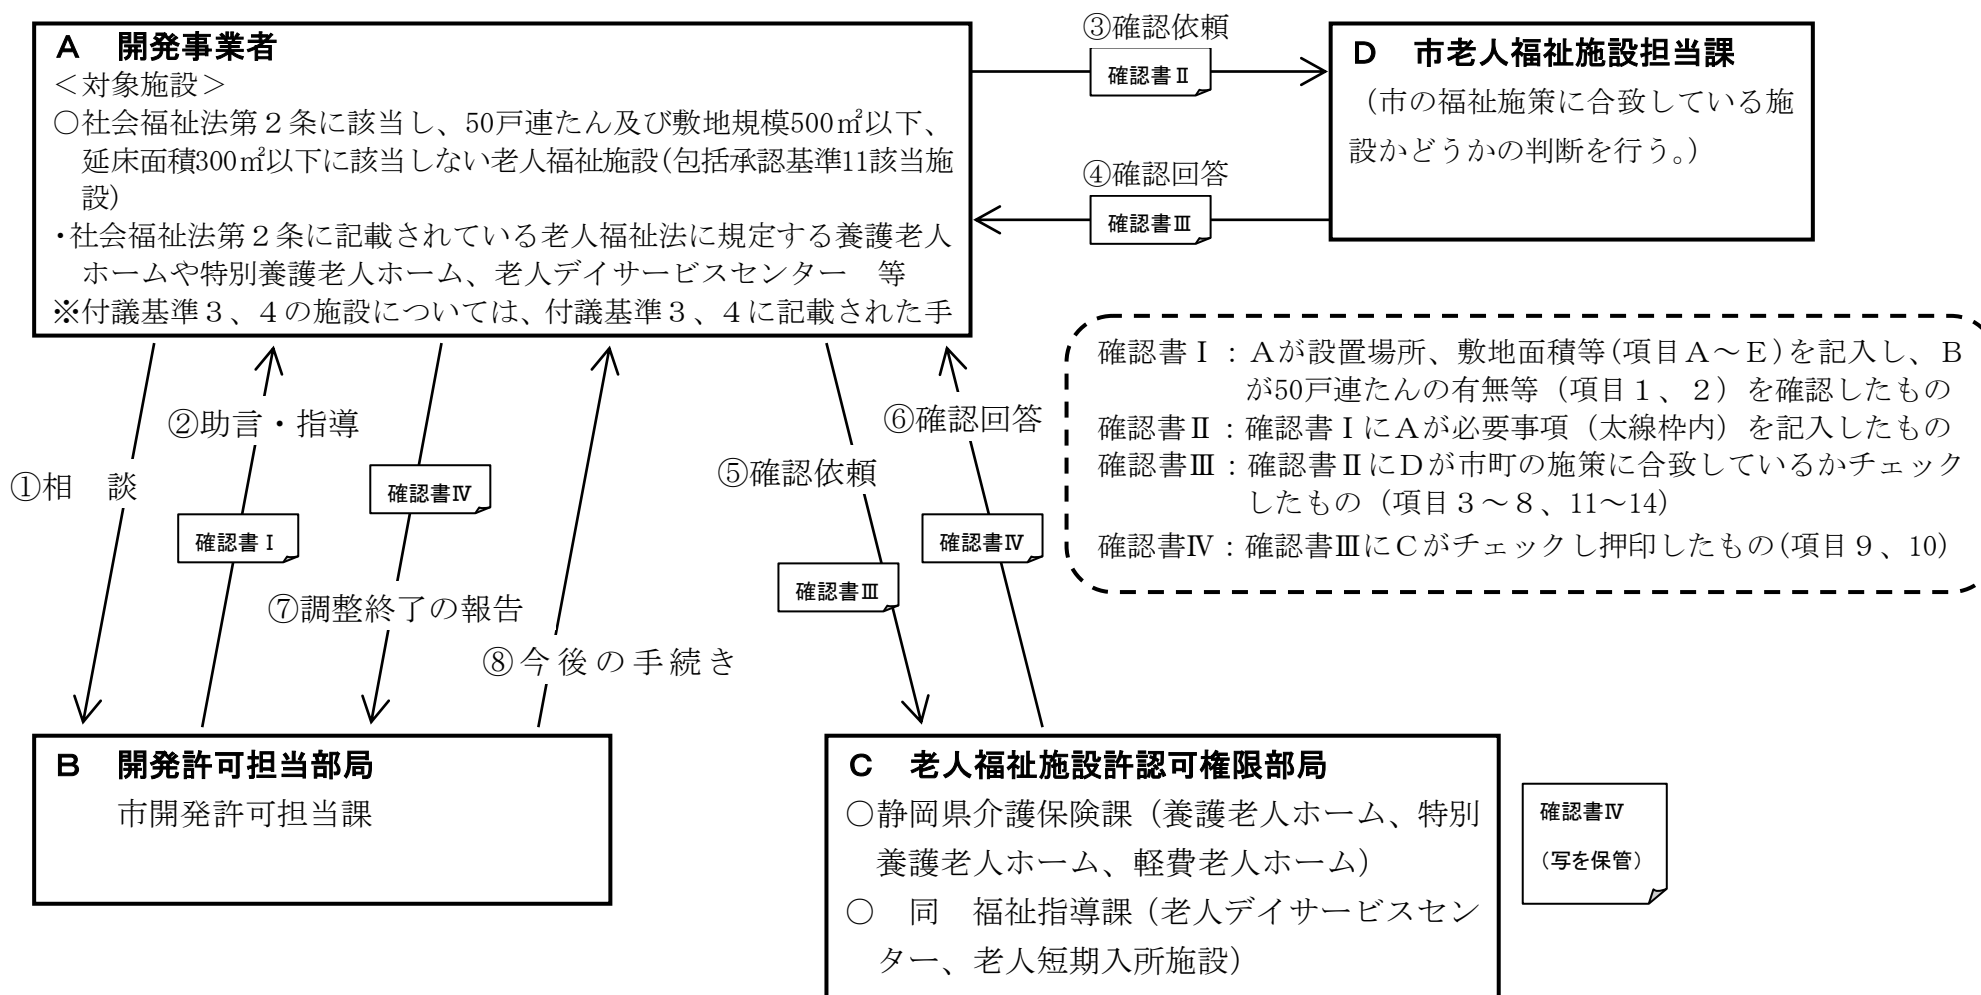 A　開発事業者
＜対象施設＞
○社会福祉法第２条に該当し、50戸連たん及び敷地規模500㎡以下、
延床面積300㎡以下に該当しない老人福祉施設(包括承認基準11該当施
設)
・社会福祉法第２条に記載されている老人福祉法に規定する養護老人
ホームや特別養護老人ホーム、老人デイサービスセンター　等
※付議基準３、４の施設については、付議基準３、４に記載された手
③確認依頼
確認書Ⅱ
④確認回答
確認書Ⅲ
D　市老人福祉施設担当課
（市の福祉施策に合致している施
設かどうかの判断を行う。）
確認書Ⅰ：Ａが設置場所、敷地面積等(項目Ａ～Ｅ)を記入し、Ｂ
が50戸連たんの有無等（項目１、２）を確認したもの
確認書Ⅱ：確認書ⅠにＡが必要事項（太線枠内）を記入したもの
確認書Ⅲ：確認書ⅡにＤが市町の施策に合致しているかチェック
したもの（項目３～８、11～14）
確認書Ⅳ：確認書ⅢにＣがチェックし押印したもの(項目９、10)
①相　談
②助言・指導
確認書Ⅰ
確認書Ⅳ
⑦調整終了の報告
⑧今後の手続き
⑤確認依頼
確認書Ⅲ
⑥確認回答
確認書Ⅳ
B　開発許可担当部局
市開発許可担当課
C　老人福祉施設許認可権限部局
○静岡県介護保険課（養護老人ホーム、特別
養護老人ホーム、軽費老人ホーム）
○　同　福祉指導課（老人デイサービスセン
ター、老人短期入所施設）
確認書Ⅳ
（写を保管）